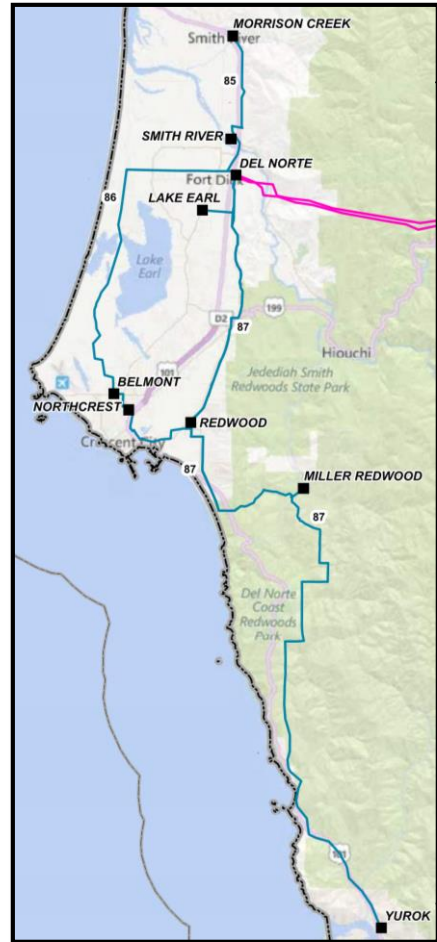 MORRISON CREEK
Smith River
85
SMITH RIVER
DEL NORTE
Fort Dick
LAKE EARL
86
Lake
Earl
199
D2
87
Hiouchi
101
Jedediah Smith
Redwoods State Park
BELMONT
NORTHCREST
REDWOOD
Crescent City
87
MILLER REDWOOD
87
Del Norte
Coast
Redwoods
Park
101
YUROK